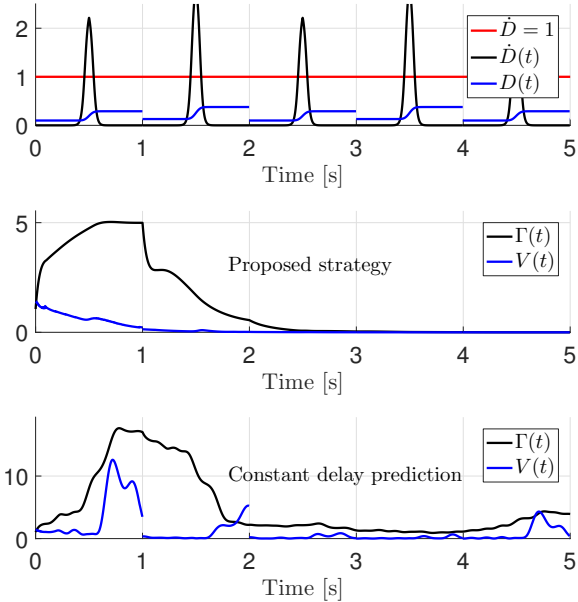 2
1
0
Ḋ = 1
Ḋ(t)
D(t)
0 1 2 3 4 5
Time [s]
5
0
Proposed strategy
Γ(t)
V(t)
0 1 2 3 4 5
Time [s]
10
0
Constant delay prediction
Γ(t)
V(t)
0 1 2 3 4 5
Time [s]